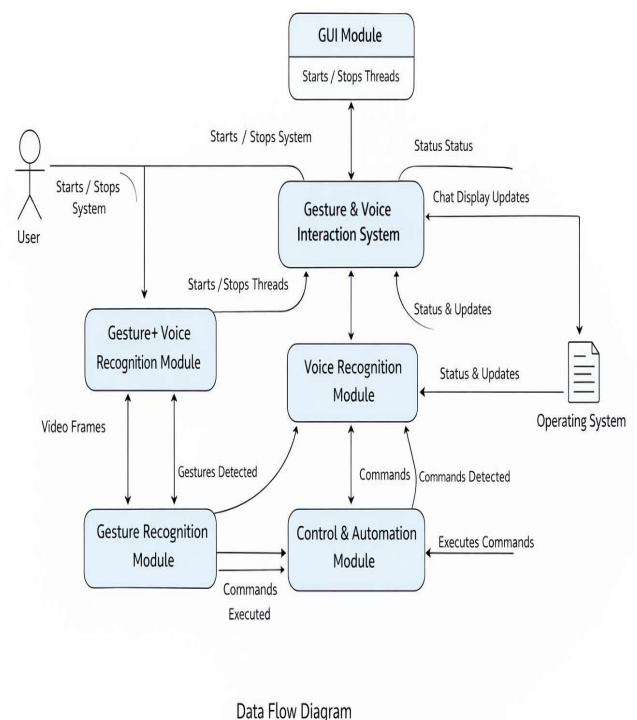 GUI Module
Starts / Stops Threads
Starts / Stops System
Status Status
Starts / Stops
System
User
Gesture & Voice
Interaction System
Chat Display Updates
Starts / Stops Threads
Status & Updates
Gesture+ Voice
Recognition Module
Voice Recognition
Module
Status & Updates
Operating System
Video Frames
Gestures Detected
Commands
Commands Detected
Gesture Recognition
Module
Control & Automation
Module
Executes Commands
Commands
Executed
Data Flow Diagram